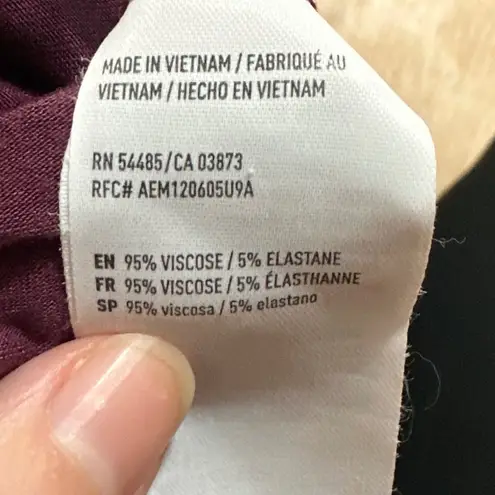 MADE IN VIETNAM / FABRIQUÉ AU
VIETNAM / HECHO EN VIETNAM
RN 54485/CA 03873
RFC# AEM120605U9A
EN 95% VISCOSE / 5% ELASTANE
FR 95% VISCOSE / 5% ÉLASTHANNE
SP 95% viscosa / 5% elastano